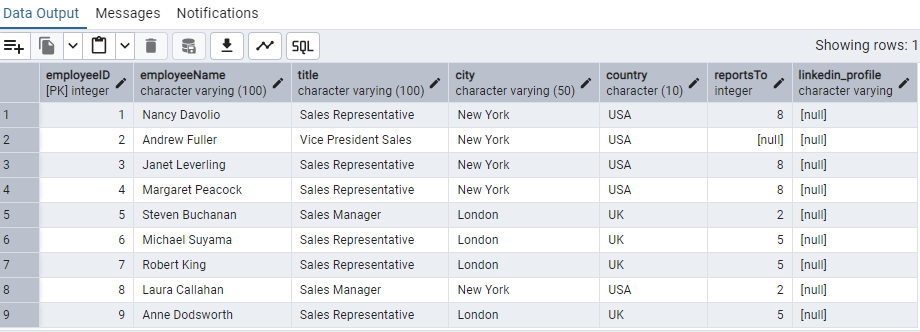 Data Output Messages Notifications
SQL Showing rows: 1
employeeID employeeName title city country reportsTo linkedin_profile
[PK] integer character varying (100) character varying (100) character varying (50) character (10) integer character varying
1 1 Nancy Davolio Sales Representative New York USA 8 [null]
2 2 Andrew Fuller Vice President Sales New York USA [null] [null]
3 3 Janet Leverling Sales Representative New York USA 8 [null]
4 4 Margaret Peacock Sales Representative New York USA 8 [null]
5 5 Steven Buchanan Sales Manager London UK 2 [null]
6 6 Michael Suyama Sales Representative London UK 5 [null]
7 7 Robert King Sales Representative London UK 5 [null]
8 8 Laura Callahan Sales Manager New York USA 2 [null]
9 9 Anne Dodsworth Sales Representative London UK 5 [null]